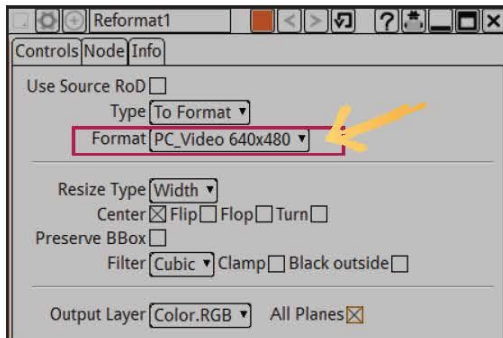 Reformat1
Controls Node Info
Use Source RoD
Type To Format
Format PC_Video 640x480
Resize Type Width
Center Flip Flop Turn
Preserve BBox
Filter Cubic Clamp Black outside
Output Layer Color.RGB All Planes